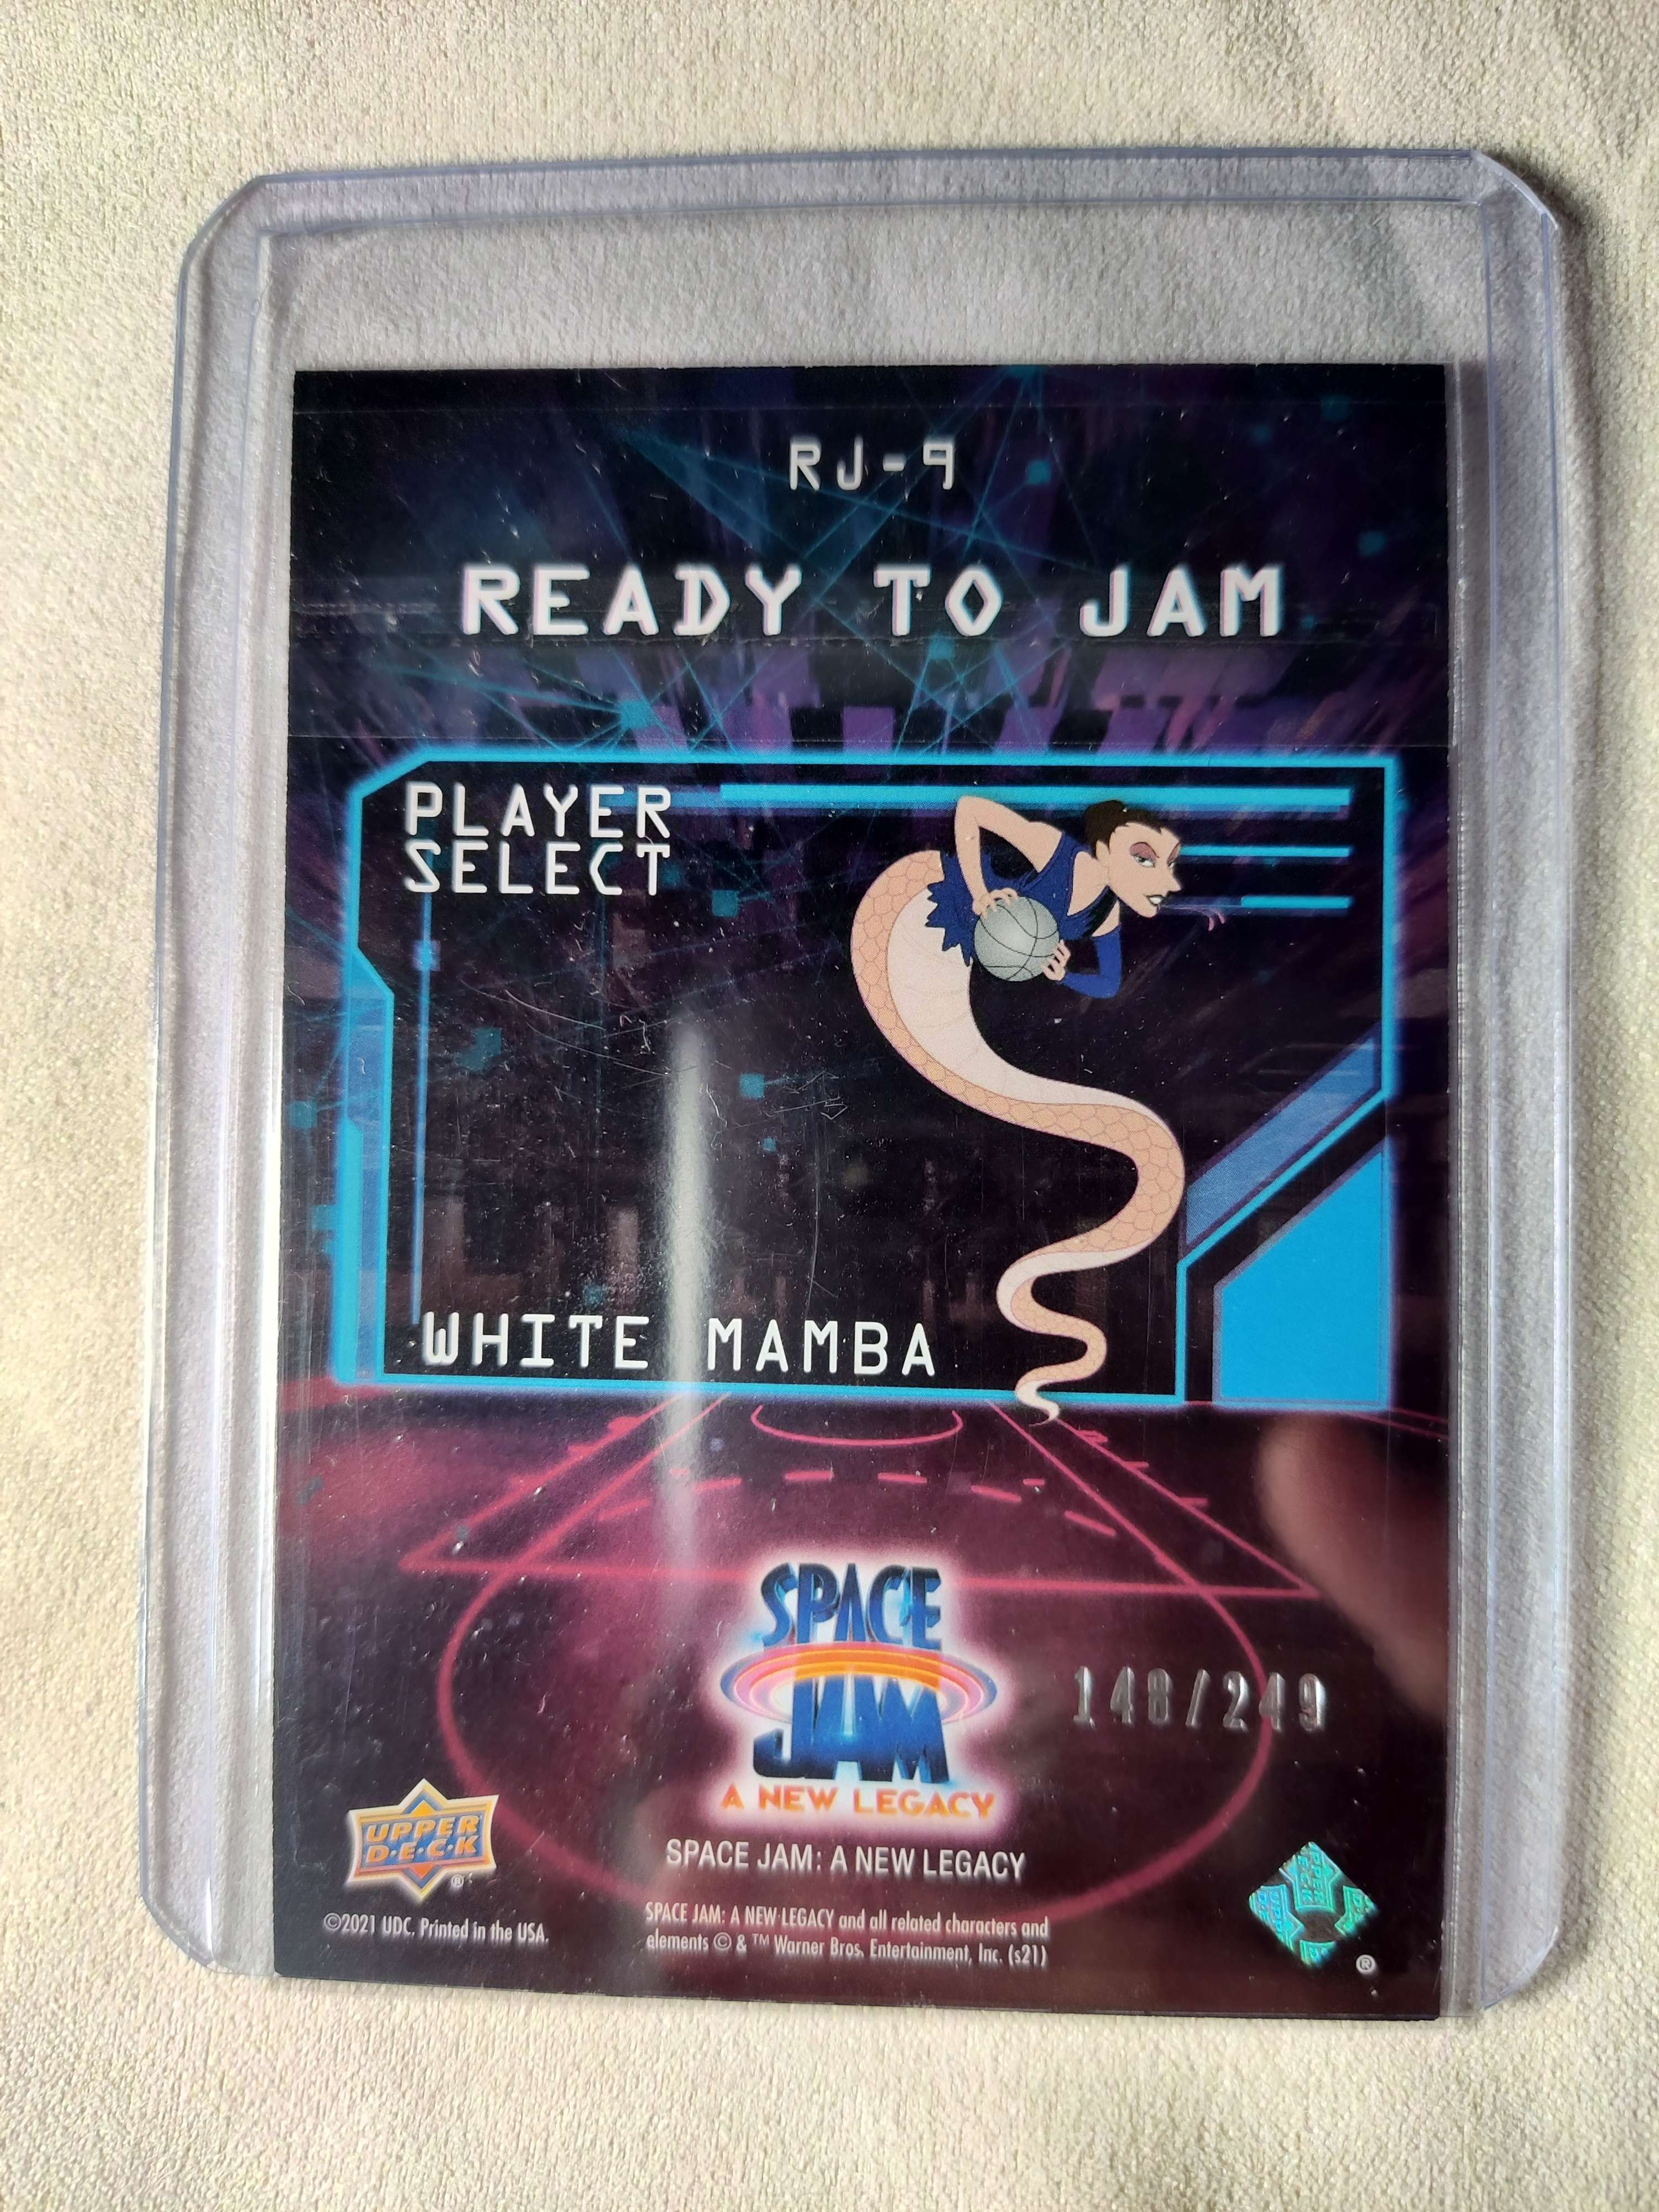 RJ-9
READY TO JAM
PLAYER
SELECT
WHITE MAMBA
SPACE
JAM
A NEW LEGACY
148/249
UPPER
D·E·C·K
®
SPACE JAM: A NEW LEGACY
©2021 UDC. Printed in the USA.
SPACE JAM: A NEW LEGACY and all related characters and
elements © & ™ Warner Bros. Entertainment, Inc. (s21)
®